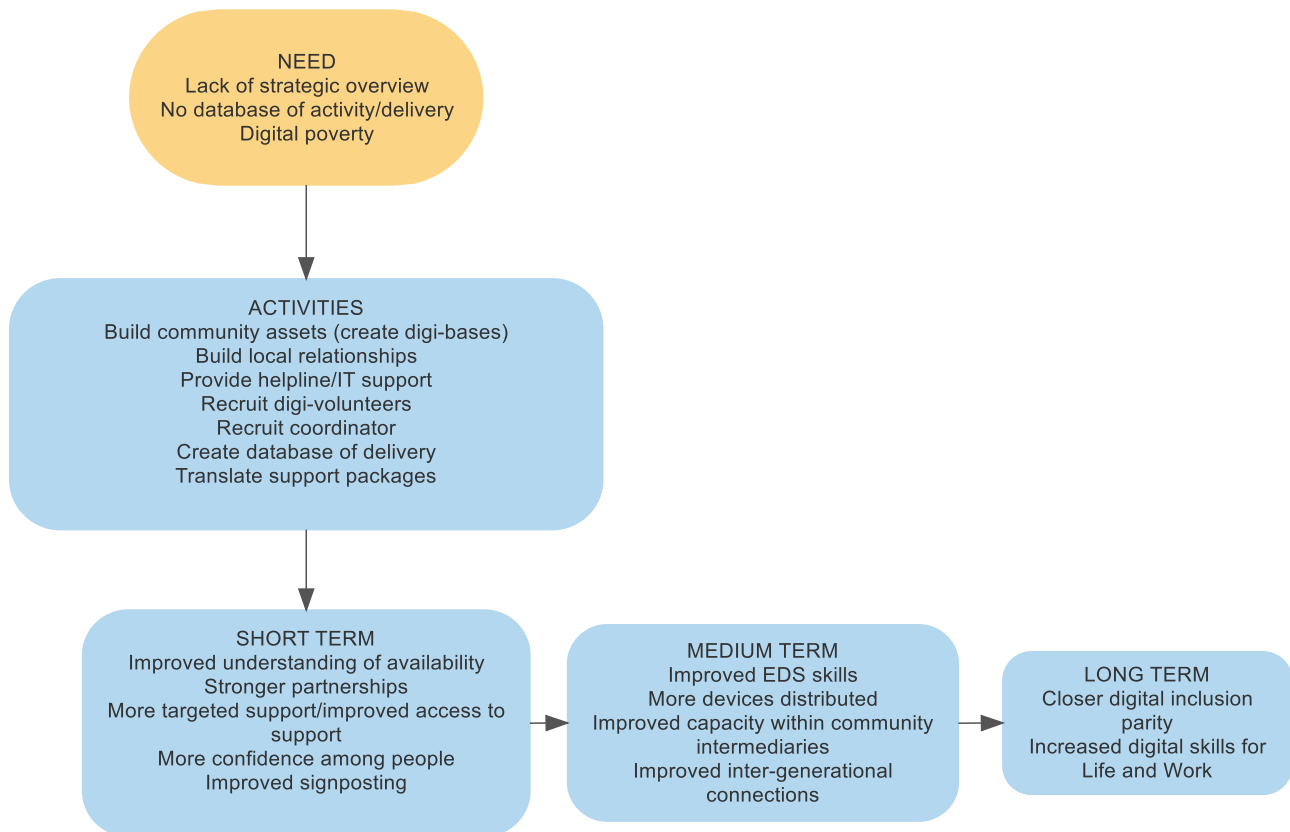 NEED
Lack of strategic overview
No database of activity/delivery
Digital poverty
ACTIVITIES
Build community assets (create digi-bases)
Build local relationships
Provide helpline/IT support
Recruit digi-volunteers
Recruit coordinator
Create database of delivery
Translate support packages
SHORT TERM
Improved understanding of availability
Stronger partnerships
More targeted support/improved access to
support
More confidence among people
Improved signposting
MEDIUM TERM
Improved EDS skills
More devices distributed
Improved capacity within community
intermediaries
Improved inter-generational
connections
LONG TERM
Closer digital inclusion
parity
Increased digital skills for
Life and Work